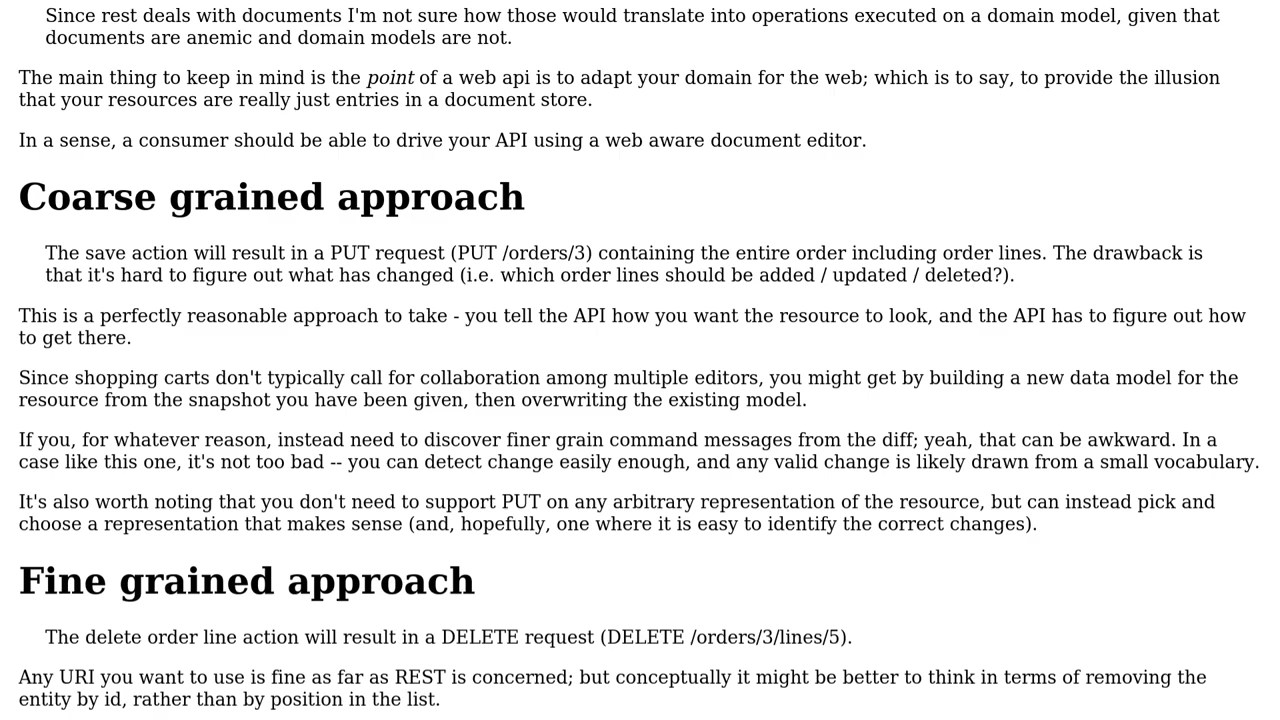 Since rest deals with documents I'm not sure how those would translate into operations executed on a domain model, given that
documents are anemic and domain models are not.
The main thing to keep in mind is the point of a web api is to adapt your domain for the web; which is to say, to provide the illusion
that your resources are really just entries in a document store.
In a sense, a consumer should be able to drive your API using a web aware document editor.
Coarse grained approach
The save action will result in a PUT request (PUT /orders/3) containing the entire order including order lines. The drawback is
that it's hard to figure out what has changed (i.e. which order lines should be added / updated / deleted?).
This is a perfectly reasonable approach to take - you tell the API how you want the resource to look, and the API has to figure out how
to get there.
Since shopping carts don't typically call for collaboration among multiple editors, you might get by building a new data model for the
resource from the snapshot you have been given, then overwriting the existing model.
If you, for whatever reason, instead need to discover finer grain command messages from the diff; yeah, that can be awkward. In a
case like this one, it's not too bad -- you can detect change easily enough, and any valid change is likely drawn from a small vocabulary.
It's also worth noting that you don't need to support PUT on any arbitrary representation of the resource, but can instead pick and
choose a representation that makes sense (and, hopefully, one where it is easy to identify the correct changes).
Fine grained approach
The delete order line action will result in a DELETE request (DELETE /orders/3/lines/5).
Any URI you want to use is fine as far as REST is concerned; but conceptually it might be better to think in terms of removing the
entity by id, rather than by position in the list.